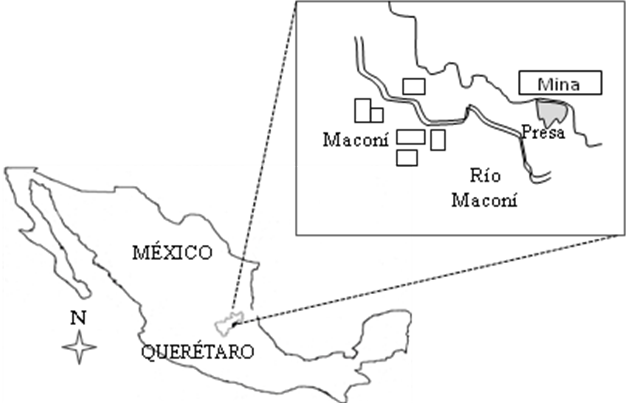 Mina
Presa
Maconí
Río
Maconí
MÉXICO
N
QUERÉTARO